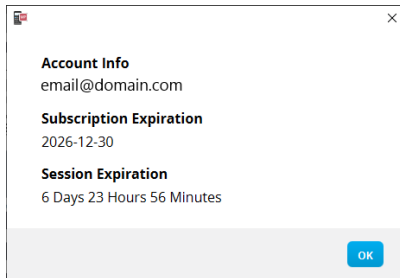 Account Info
email@domain.com
Subscription Expiration
2026-12-30
Session Expiration
6 Days 23 Hours 56 Minutes
OK